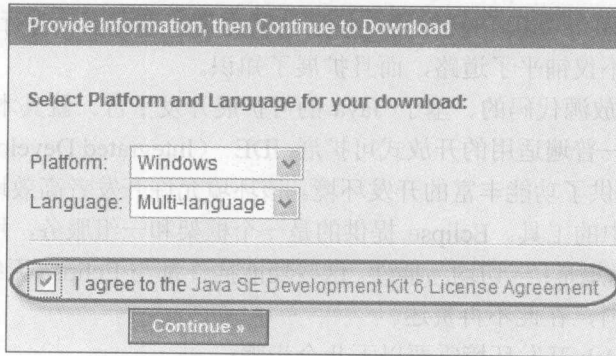 Provide Information, then Continue to Download
Select Platform and Language for your download:
Platform: Windows
Language: Multi-language
I agree to the Java SE Development Kit 6 License Agreement
Continue »